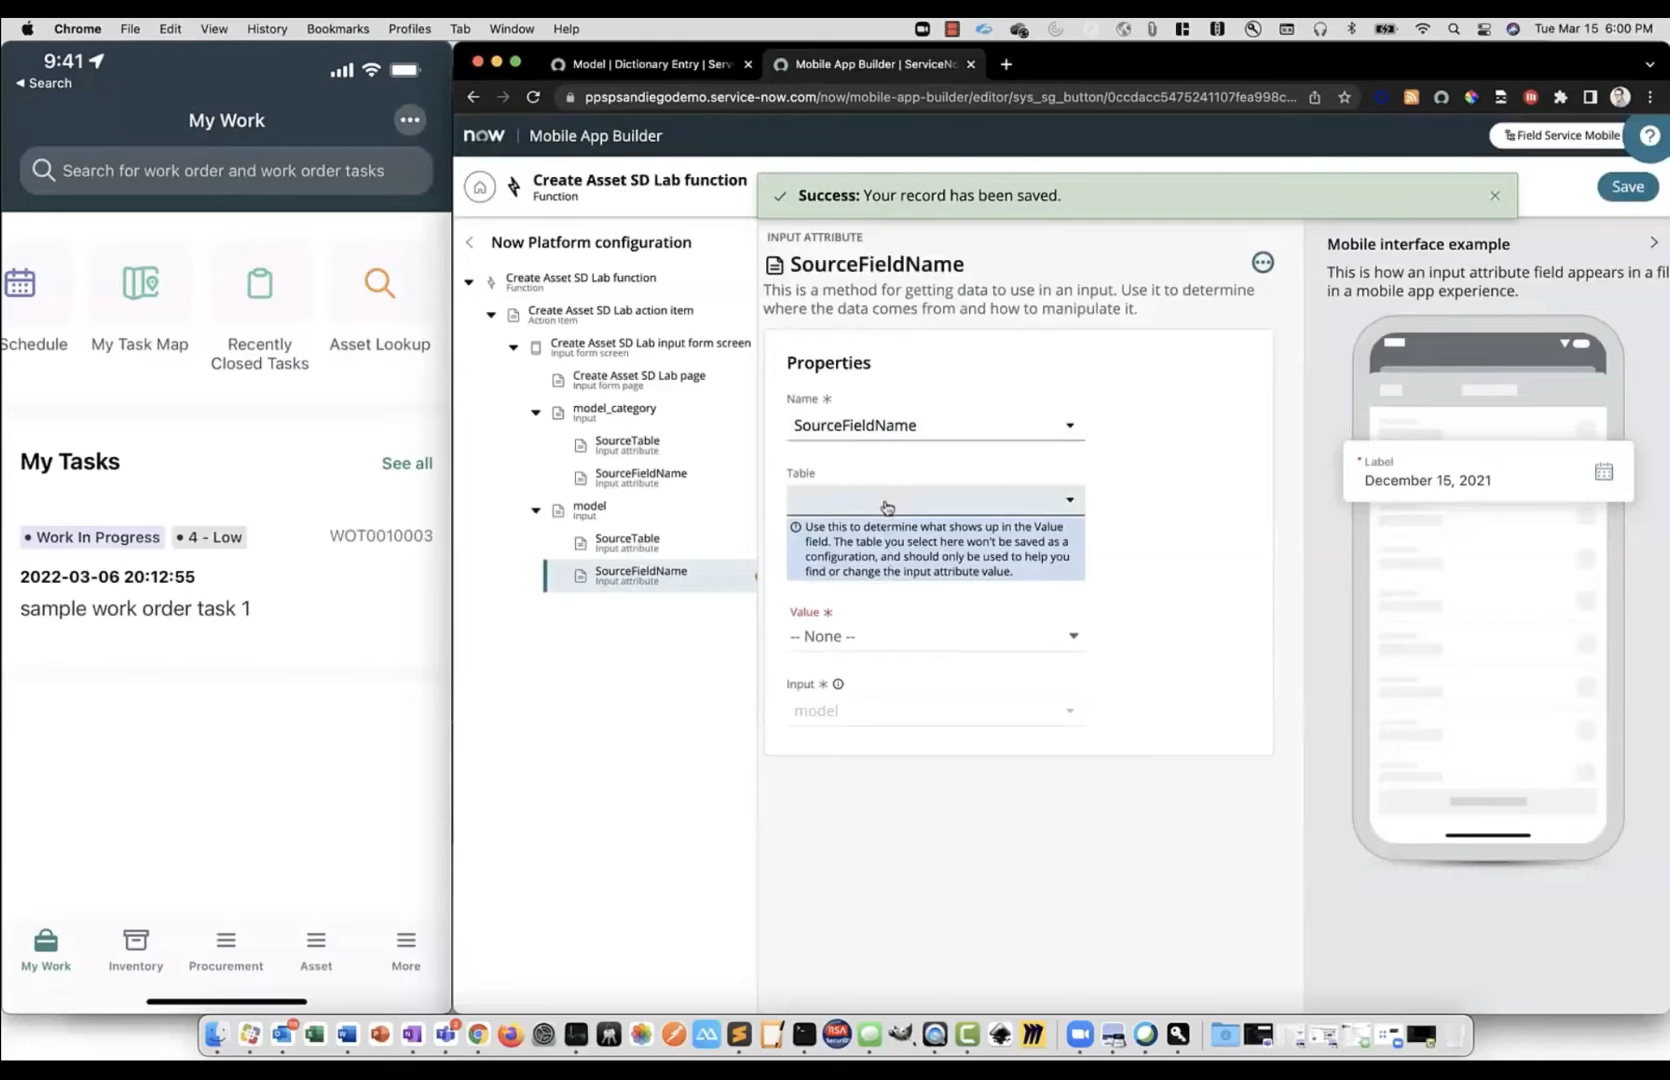 Chrome File Edit View History Bookmarks Profiles Tab Window Help Tue Mar 15 6:00 PM
9:41
Search
My Work
Search for work order and work order tasks
Schedule
My Task Map
Recently
Closed Tasks
Asset Lookup
My Tasks
See all
• Work In Progress • 4 - Low WOT0010003
2022-03-06 20:12:55
sample work order task 1
My Work Inventory Procurement Asset More
Model | Dictionary Entry | Serv
Mobile App Builder | ServiceN
ppspsandiegodemo.service-now.com/now/mobile-app-builder/editor/sys_sg_button/0ccdacc5475241107fea998c...
now Mobile App Builder
Field Service Mobile
?
Create Asset SD Lab function
Function
Success: Your record has been saved.
Save
Now Platform configuration
Create Asset SD Lab function
Function
Create Asset SD Lab action item
Action item
Create Asset SD Lab input form screen
Input form screen
Create Asset SD Lab page
Input form page
model_category
Input
SourceTable
Input attribute
SourceFieldName
Input attribute
model
Input
SourceTable
Input attribute
SourceFieldName
Input attribute
INPUT ATTRIBUTE
SourceFieldName
This is a method for getting data to use in an input. Use it to determine
where the data comes from and how to manipulate it.
Properties
Name *
SourceFieldName
Table
Use this to determine what shows up in the Value
field. The table you select here won't be saved as a
configuration, and should only be used to help you
find or change the input attribute value.
Value *
-- None --
Input *
model
Mobile interface example
This is how an input attribute field appears in a fil
in a mobile app experience.
* Label
December 15, 2021